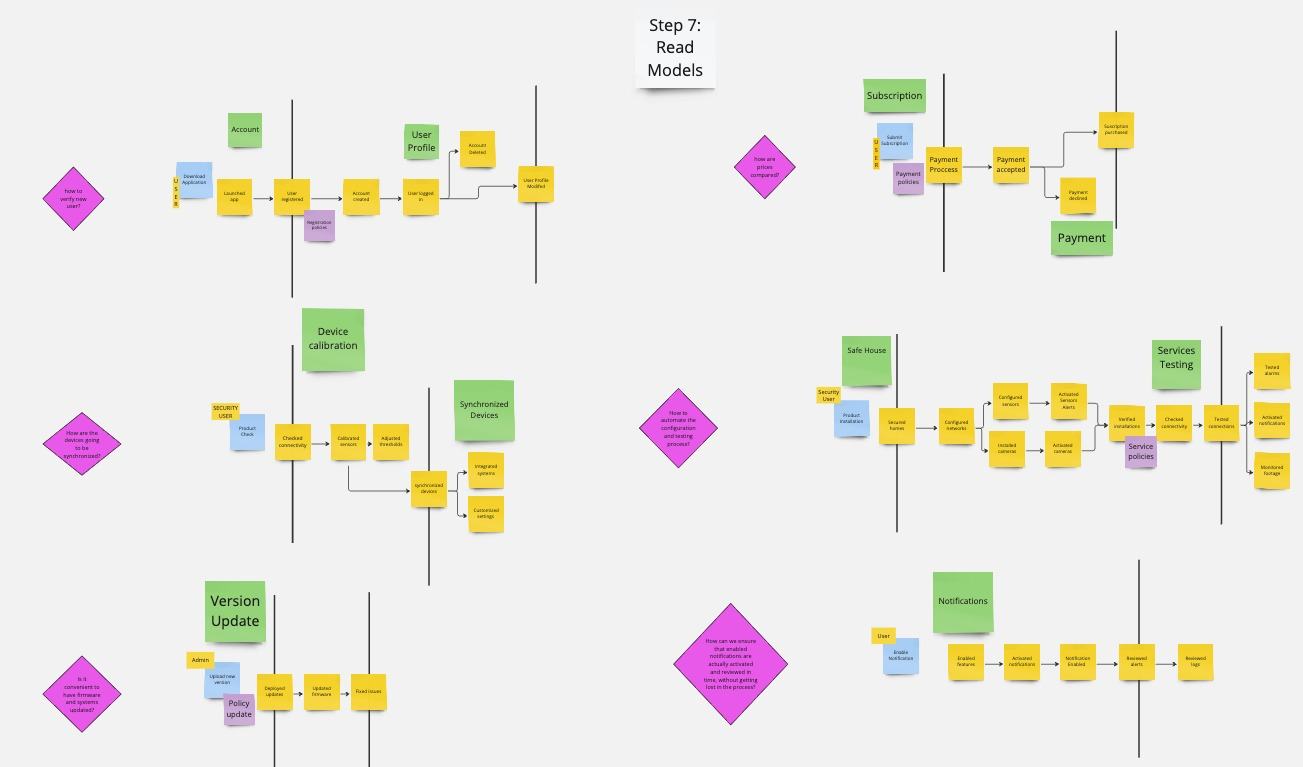 Step 7:
Read
Models
Account
User
Profile
Account
Deleted
how to
verify new
user?
U
S
E
R
Download
Application
Launched
app
User
registered
Registration
policies
Account
created
User logged
in
User Profile
Modified
Subscription
how are
prices
compared?
U
S
E
R
Submit
Subscription
Payment
policies
Payment
Proccess
Payment
accepted
Suscription
purchased
Payment
declined
Payment
Device
calibration
How are the
devices going
to be
synchronized?
SECURITY
USER
Product
Check
Checked
connectivity
Calibrated
sensors
Adjusted
thresholds
Synchronized
Devices
synchronized
devices
Integrated
systems
Customized
settings
Safe House
How to
automate the
configuration
and testing
process?
Security
User
Product
installation
Secured
homes
Configured
networks
Configured
sensors
Activated
Sensors
Alerts
Installed
cameras
Activated
cameras
Verified
installations
Service
policies
Checked
connectivity
Services
Testing
Tested
connections
Tested
alarms
Activated
notifications
Monitored
footage
Version
Update
Is it
convenient to
have firmware
and systems
updated?
Admin
Upload new
version
Policy
update
Deployed
updates
Updated
firmware
Fixed issues
Notifications
How can we ensure
that enabled
notifications are
actually activated
and reviewed in
time, without getting
lost in the process?
User
Enable
Notification
Enabled
features
Activated
notifications
Notification
Enabled
Reviewed
alerts
Reviewed
logs